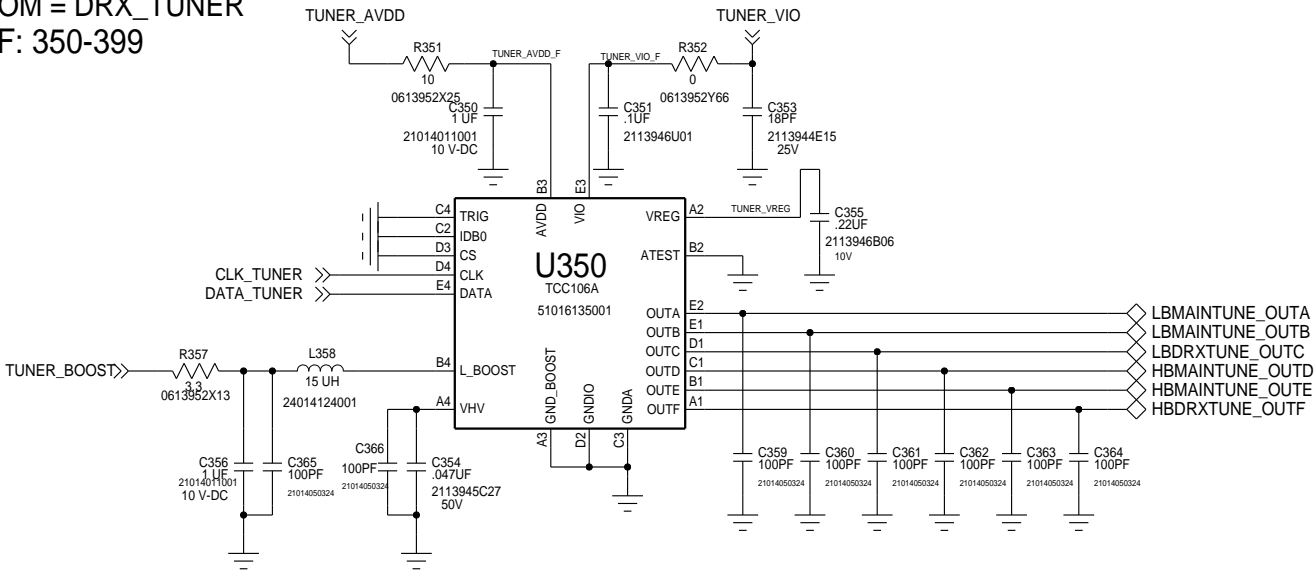 OM = DRX_TUNER
F: 350-399
TUNER_AVDD
TUNER_VIO
R351
10
0613952X25
TUNER_AVDD_F
C350
1 UF
21014011001
10 V-DC
TUNER_VIO_F
C351
.1UF
2113946U01
R352
0
0613952Y66
C353
18PF
2113944E15
25V
B3
E3
AVDD
VIO
C4
TRIG
C2
IDB0
D3
CS
D4
CLK
E4
DATA
CLK_TUNER
DATA_TUNER
U350
TCC106A
51016135001
VREG
A2
TUNER_VREG
C355
.22UF
2113946B06
10V
ATEST
B2
OUTA
E2
LBMAINTUNE_OUTA
OUTB
E1
LBMAINTUNE_OUTB
OUTC
D1
LBDRXTUNE_OUTC
OUTD
C1
HBMAINTUNE_OUTD
OUTE
B1
HBMAINTUNE_OUTE
OUTF
A1
HBDRXTUNE_OUTF
TUNER_BOOST
R357
3.3
0613952X13
L358
15 UH
24014124001
B4
L_BOOST
A4
VHV
GND_BOOST
GNDIO
GNDA
A3
D2
C3
C356
1 UF
21014011001
10 V-DC
C365
100PF
21014050324
C366
100PF
21014050324
C354
.047UF
2113945C27
50V
C359
100PF
21014050324
C360
100PF
21014050324
C361
100PF
21014050324
C362
100PF
21014050324
C363
100PF
21014050324
C364
100PF
21014050324